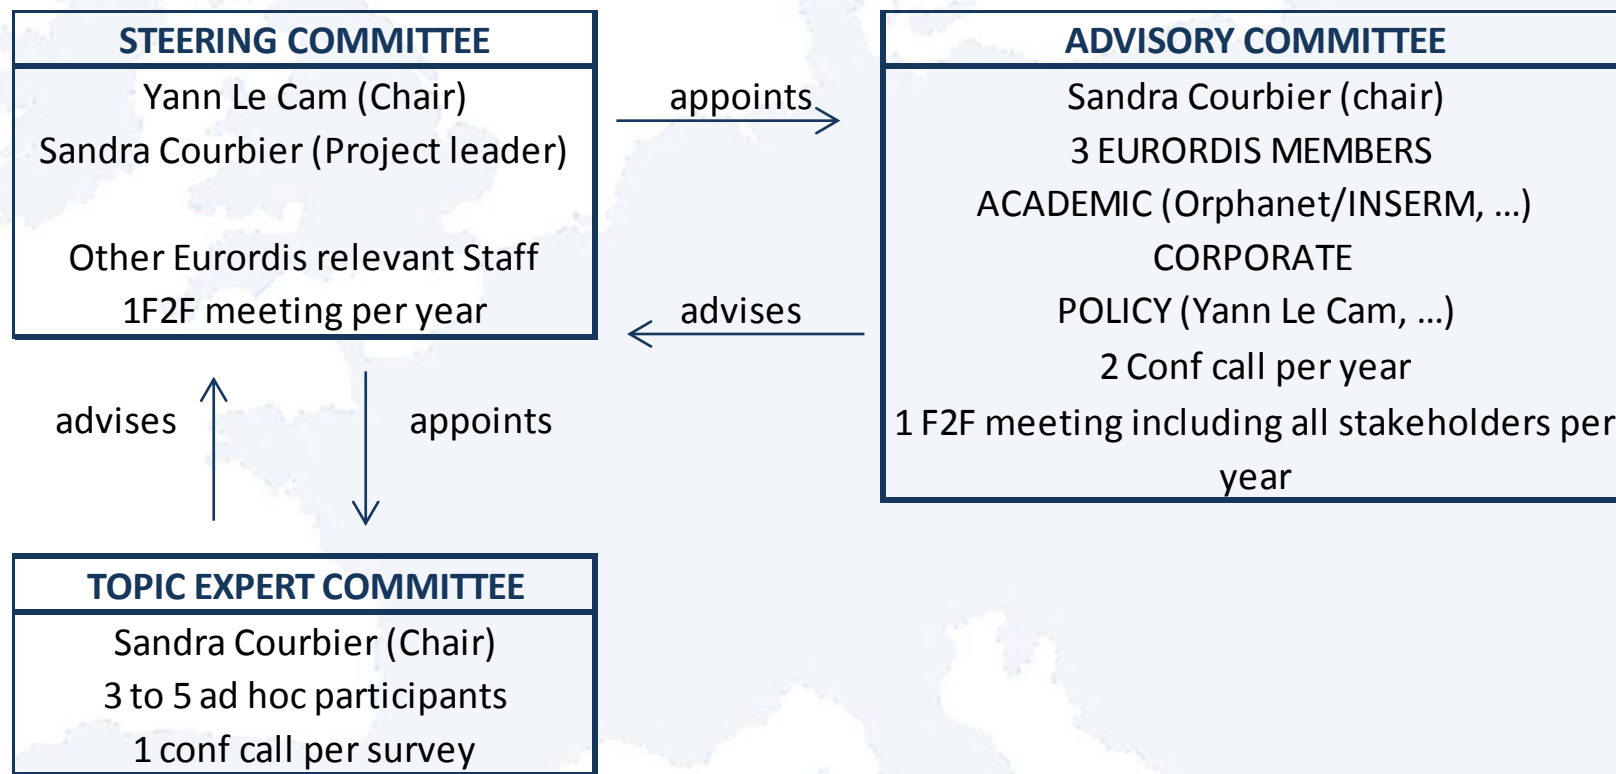 STEERING COMMITTEE
Yann Le Cam (Chair)
Sandra Courbier (Project leader)
Other Eurordis relevant Staff
1F2F meeting per year
appoints
advises
ADVISORY COMMITTEE
Sandra Courbier (chair)
3 EURORDIS MEMBERS
ACADEMIC (Orphanet/INSERM, ...)
CORPORATE
POLICY (Yann Le Cam, ...)
2 Conf call per year
1 F2F meeting including all stakeholders per
year
advises
appoints
TOPIC EXPERT COMMITTEE
Sandra Courbier (Chair)
3 to 5 ad hoc participants
1 conf call per survey